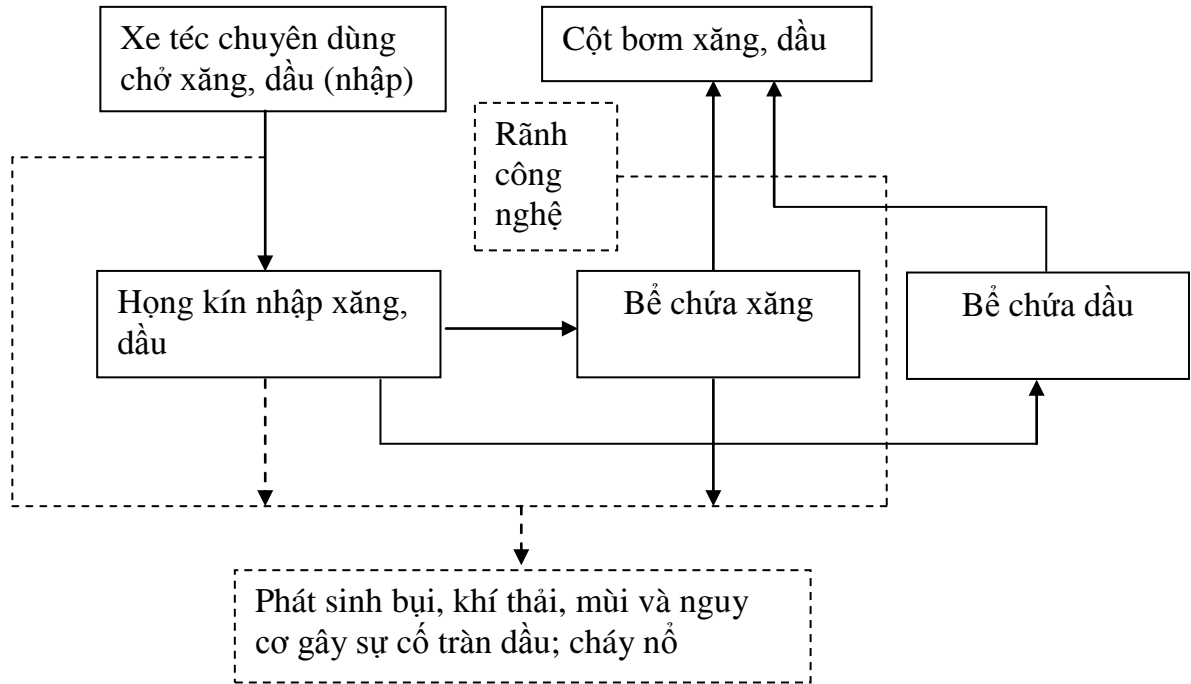 Xe téc chuyên dùng
chở xăng, dầu (nhập)
Cột bơm xăng, dầu
Rãnh
công
nghệ
Họng kín nhập xăng,
dầu
Bể chứa xăng
Bể chứa dầu
Phát sinh bụi, khí thải, mùi và nguy
cơ gây sự cố tràn dầu; cháy nổ